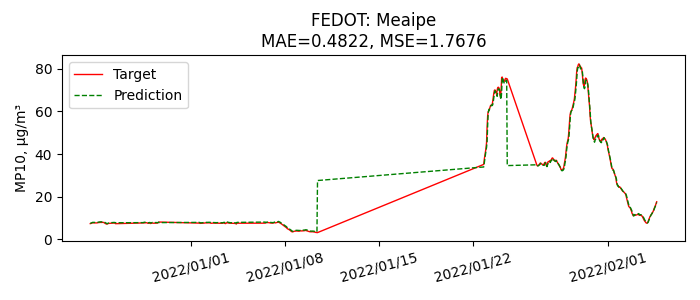 FEDOT: Meaipe
MAE=0.4822, MSE=1.7676
Target
Prediction
MP10, µg/m³
80
60
40
20
0
2022/01/01
2022/01/08
2022/01/15
2022/01/22
2022/02/01